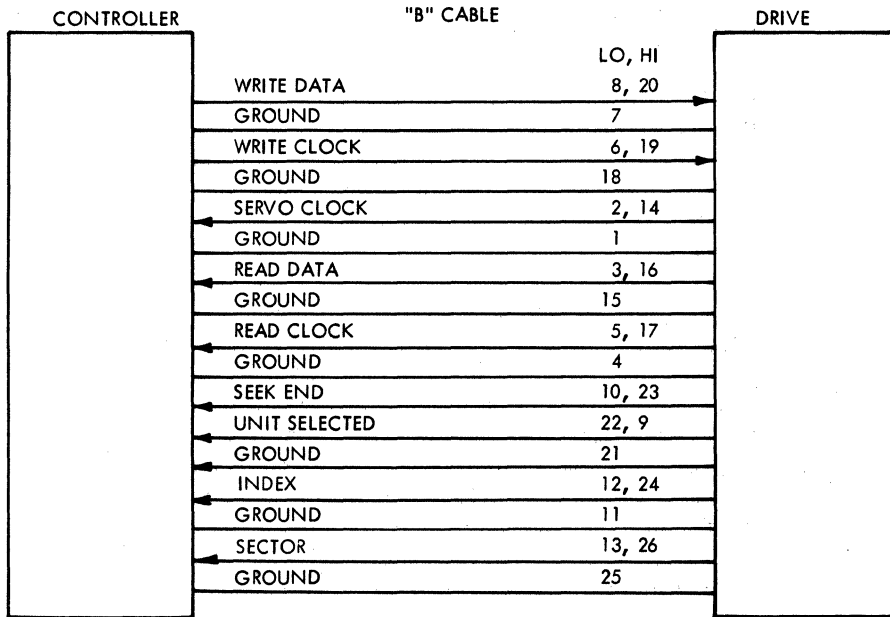 CONTROLLER "B" CABLE DRIVE
LO, HI
WRITE DATA 8, 20
GROUND 7
WRITE CLOCK 6, 19
GROUND 18
SERVO CLOCK 2, 14
GROUND 1
READ DATA 3, 16
GROUND 15
READ CLOCK 5, 17
GROUND 4
SEEK END 10, 23
UNIT SELECTED 22, 9
GROUND 21
INDEX 12, 24
GROUND 11
SECTOR 13, 26
GROUND 25